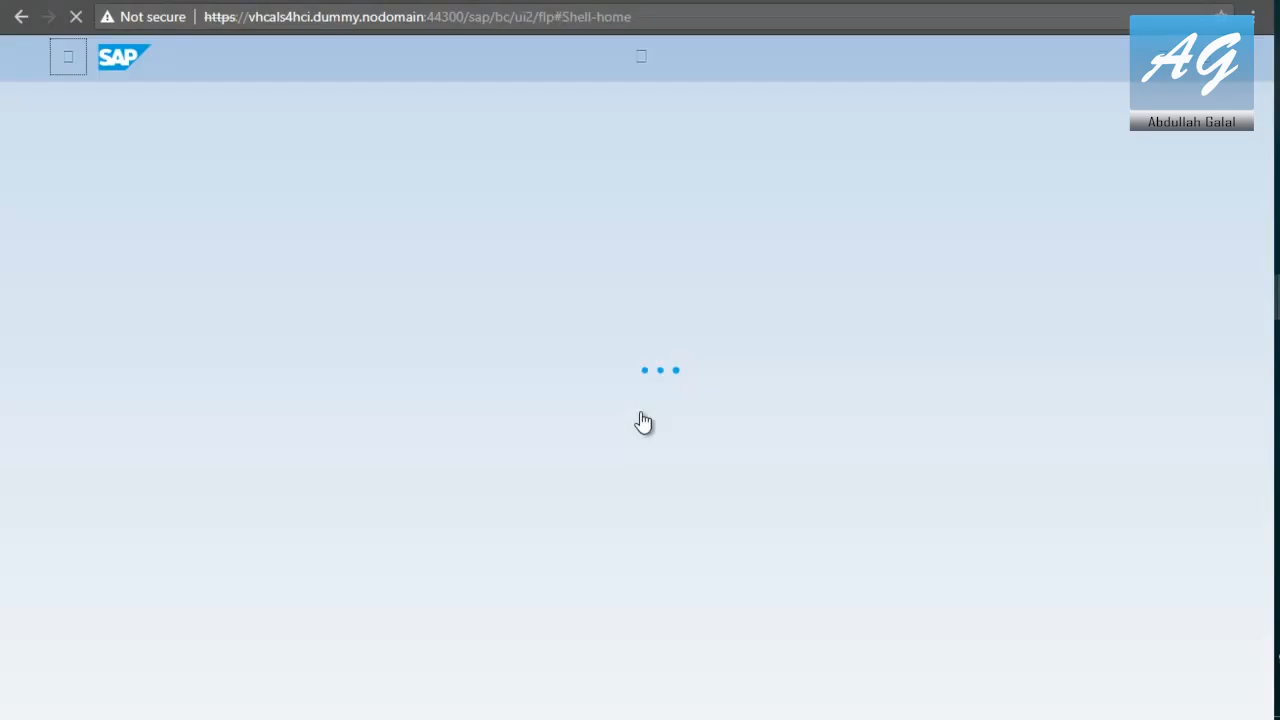 Not secure | https://vhcals4hci.dummy.nodomain:44300/sap/bc/ui2/flp#Shell-home
SAP
AG
Abdullah Galal